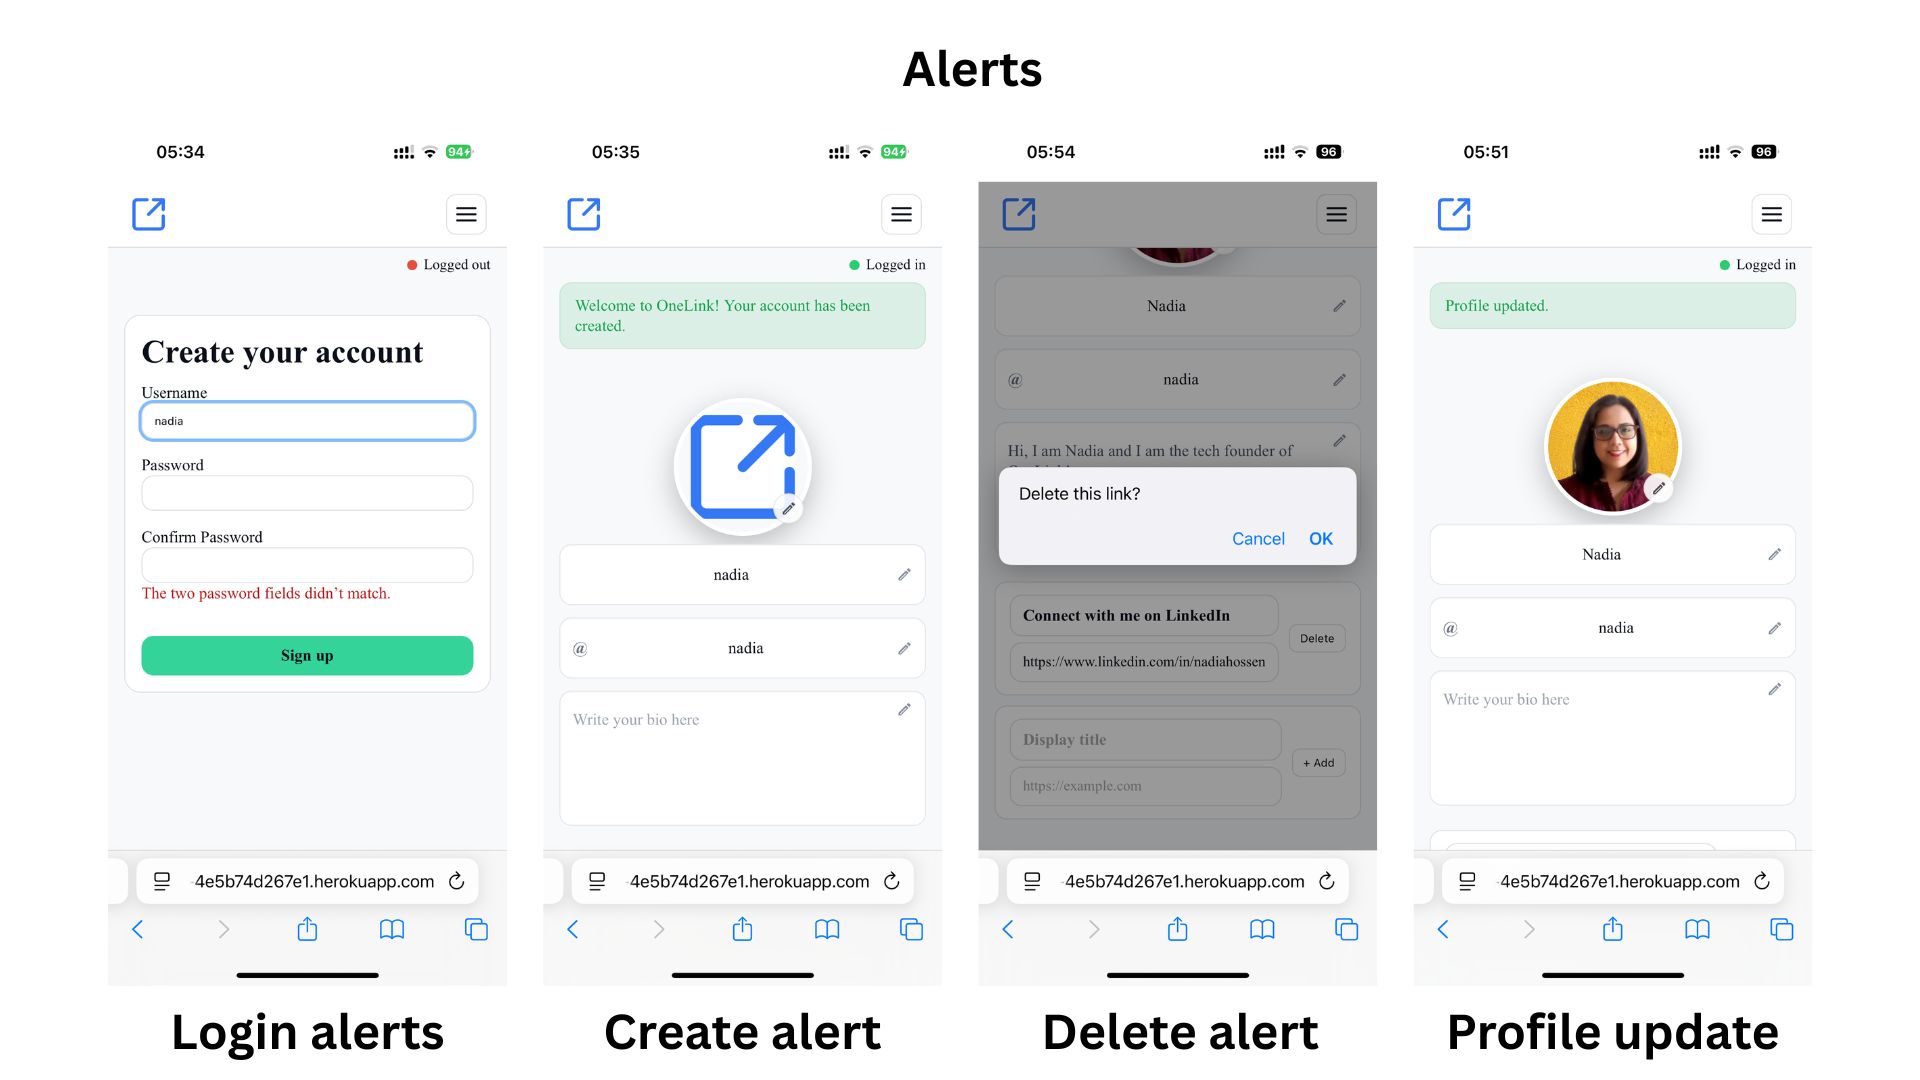 Alerts
05:34
94
Logged out
Create your account
Username
nadia
Password
Confirm Password
The two password fields didn’t match.
Sign up
-4e5b74d267e1.herokuapp.com
Login alerts
05:35
94
Logged in
Welcome to OneLink! Your account has been
created.
nadia
@ nadia
Write your bio here
-4e5b74d267e1.herokuapp.com
Create alert
05:54
96
Nadia
@ nadia
Hi, I am Nadia and I am the tech founder of
Delete this link?
Cancel OK
Connect with me on LinkedIn
Delete
https://www.linkedin.com/in/nadiahossen
Display title
+ Add
https://example.com
-4e5b74d267e1.herokuapp.com
Delete alert
05:51
96
Logged in
Profile updated.
Nadia
@ nadia
Write your bio here
-4e5b74d267e1.herokuapp.com
Profile update